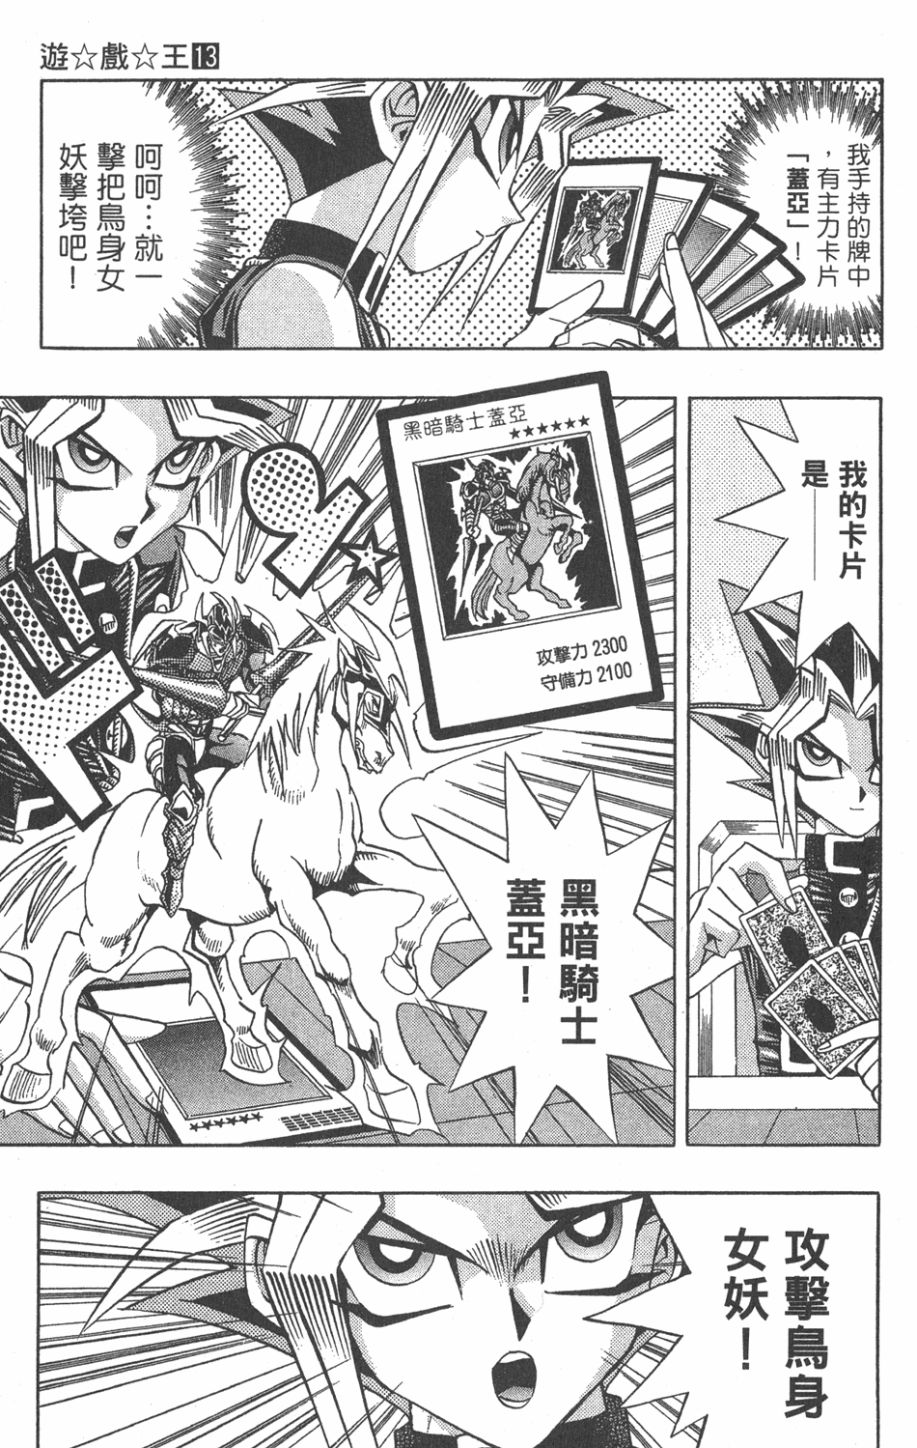 遊☆戲☆王13
我手持的牌中
,有主力卡片
「蓋亞」!
呵呵…就一
擊把鳥身女
妖擊垮吧!
我的卡片
是——
黑暗騎士蓋亞
★★★★★★
攻擊力 2300
守備力 2100
ドドッ
黑暗騎士
蓋亞!
★★★★★★
攻擊鳥身
女妖!